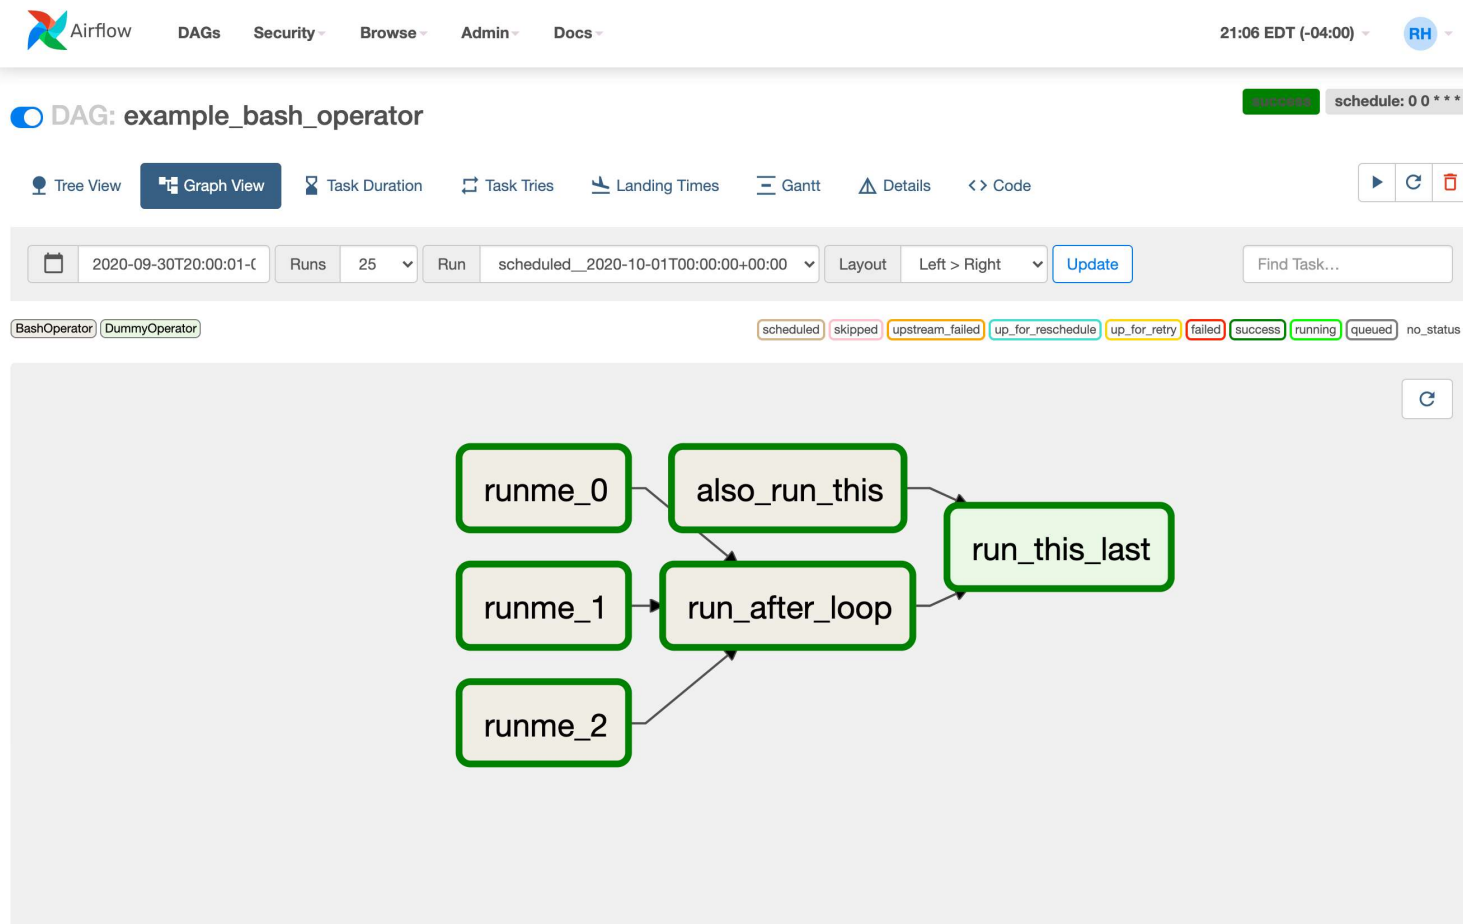 Airflow DAGs Security Browse Admin Docs 21:06 EDT (-04:00) RH
DAG: example_bash_operator
success schedule: 0 0 * * *
Tree View Graph View Task Duration Task Tries Landing Times Gantt Details <> Code
2020-09-30T20:00:01-0 Runs 25 Run scheduled__2020-10-01T00:00:00+00:00 Layout Left > Right Update Find Task...
BashOperator DummyOperator scheduled skipped upstream_failed up_for_reschedule up_for_retry failed success running queued no_status
runme_0 also_run_this
run_this_last
runme_1 run_after_loop
runme_2